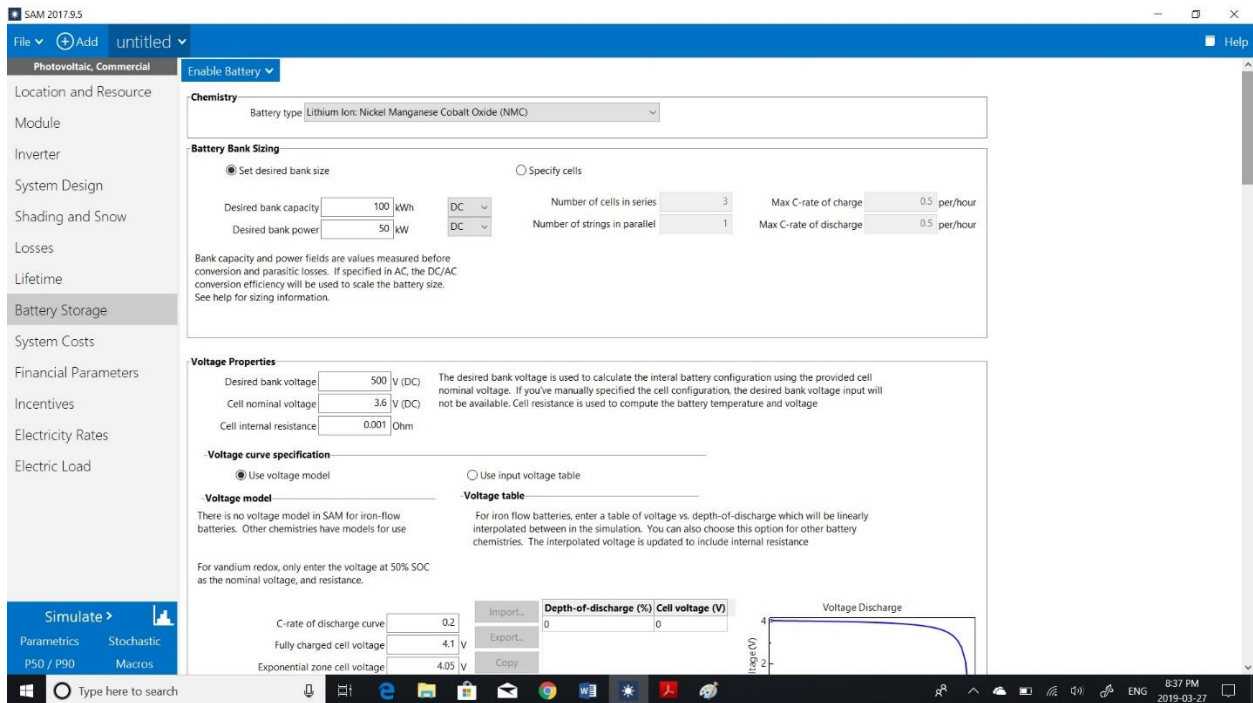 SAM 2017.9.5
File Add untitled Help
Photovoltaic, Commercial
Location and Resource
Module
Inverter
System Design
Shading and Snow
Losses
Lifetime
Battery Storage
System Costs
Financial Parameters
Incentives
Electricity Rates
Electric Load
Simulate >
Parametrics Stochastic
P50 / P90 Macros
Enable Battery
Chemistry
Battery type Lithium Ion: Nickel Manganese Cobalt Oxide (NMC)
Battery Bank Sizing
Set desired bank size Specify cells
Desired bank capacity 100 kWh DC Number of cells in series 3 Max C-rate of charge 0.5 per/hour
Desired bank power 50 kW DC Number of strings in parallel 1 Max C-rate of discharge 0.5 per/hour
Bank capacity and power fields are values measured before
conversion and parasitic losses. If specified in AC, the DC/AC
conversion efficiency will be used to scale the battery size.
See help for sizing information.
Voltage Properties
Desired bank voltage 500 V (DC)
Cell nominal voltage 3.6 V (DC)
Cell internal resistance 0.001 Ohm
The desired bank voltage is used to calculate the interal battery configuration using the provided cell
nominal voltage. If you've manually specified the cell configuration, the desired bank voltage input will
not be available. Cell resistance is used to compute the battery temperature and voltage
Voltage curve specification
Use voltage model Use input voltage table
Voltage model
There is no voltage model in SAM for iron-flow
batteries. Other chemistries have models for use
For vandium redox, only enter the voltage at 50% SOC
as the nominal voltage, and resistance.
Voltage table
For iron flow batteries, enter a table of voltage vs. depth-of-discharge which will be linearly
interpolated between in the simulation. You can also choose this option for other battery
chemistries. The interpolated voltage is updated to include internal resistance
C-rate of discharge curve 0.2
Fully charged cell voltage 4.1 V
Exponential zone cell voltage 4.05 V
Import...
Export...
Copy
Depth-of-discharge (%) Cell voltage (V)
0 0
Voltage Discharge
4
2
Type here to search
ENG 8:37 PM
2019-03-27